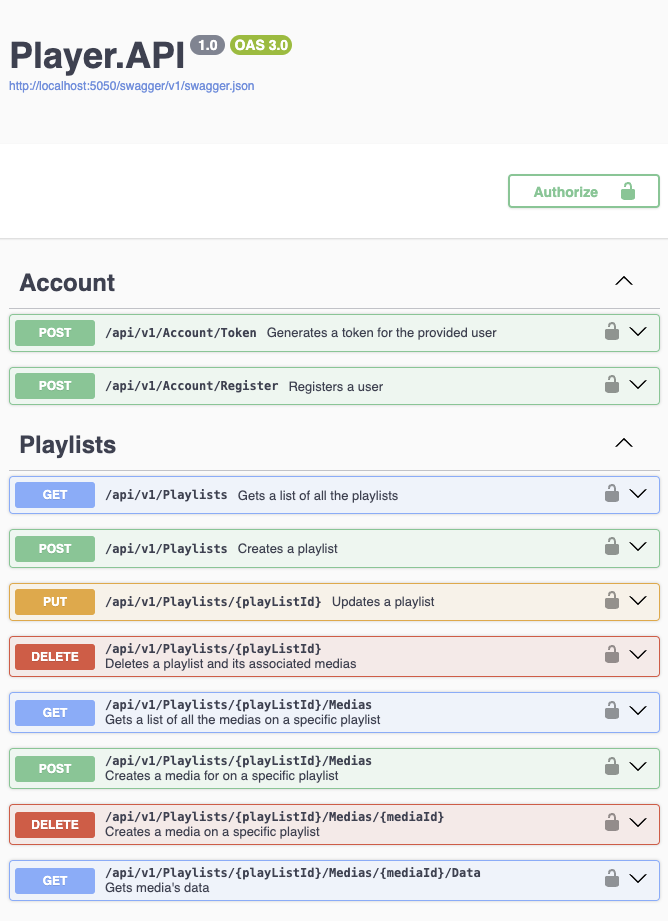 Player.API 1.0 OAS 3.0
http://localhost:5050/swagger/v1/swagger.json
Authorize
Account
POST /api/v1/Account/Token Generates a token for the provided user
POST /api/v1/Account/Register Registers a user
Playlists
GET /api/v1/Playlists Gets a list of all the playlists
POST /api/v1/Playlists Creates a playlist
PUT /api/v1/Playlists/{playListId} Updates a playlist
DELETE /api/v1/Playlists/{playListId}
Deletes a playlist and its associated medias
GET /api/v1/Playlists/{playListId}/Medias
Gets a list of all the medias on a specific playlist
POST /api/v1/Playlists/{playListId}/Medias
Creates a media for on a specific playlist
DELETE /api/v1/Playlists/{playListId}/Medias/{mediaId}
Creates a media on a specific playlist
GET /api/v1/Playlists/{playListId}/Medias/{mediaId}/Data
Gets media's data